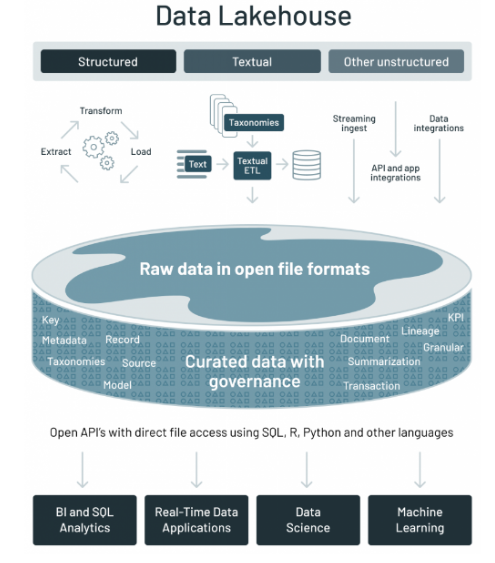 Data Lakehouse
Structured
Textual
Other unstructured
Transform
Extract
Load
Taxonomies
Text
Textual
ETL
Streaming
ingest
Data
integrations
API and app
integrations
Raw data in open file formats
Key
Metadata
Record
Taxonomies
Source
Model
Curated data with
governance
KPI
Lineage
Document
Granular
Summarization
Transaction
Open API's with direct file access using SQL, R, Python and other languages
BI and SQL
Analytics
Real-Time Data
Applications
Data
Science
Machine
Learning